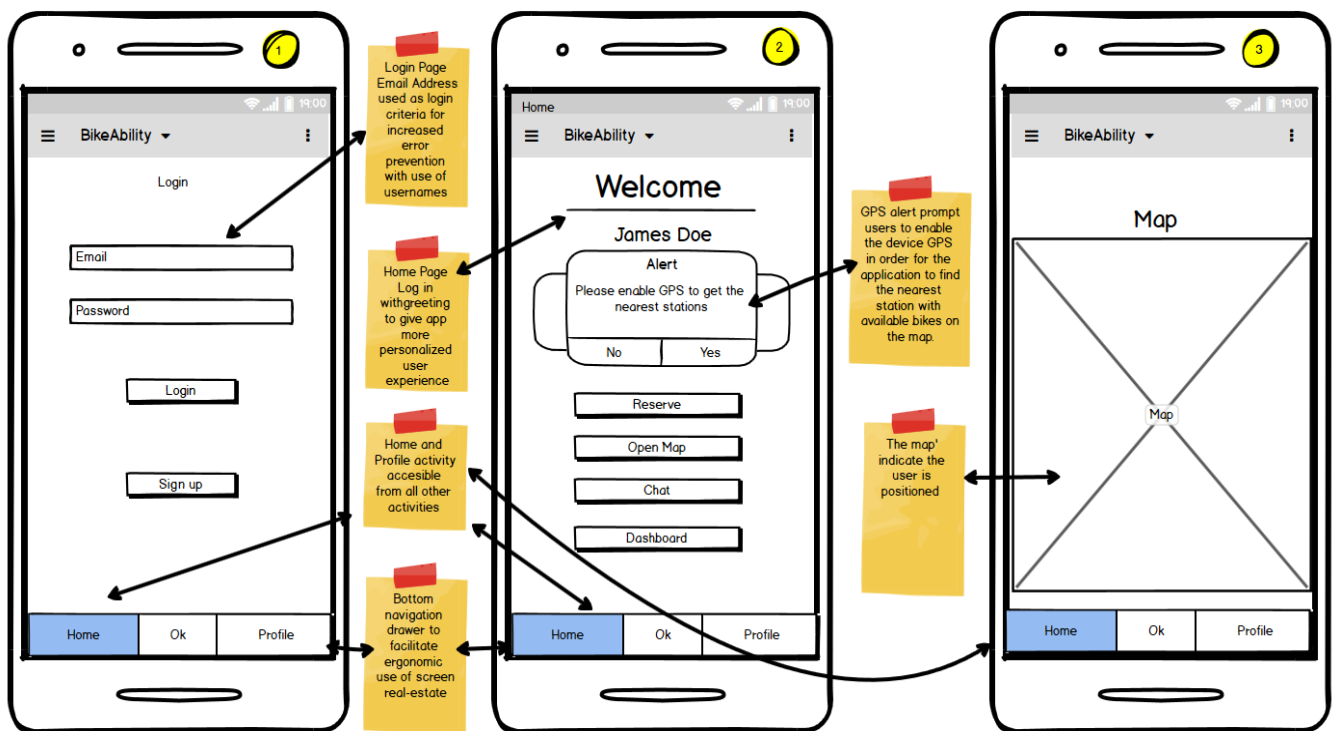 1
19:00
BikeAbility
Login
Email
Password
Login
Sign up
Home
Ok
Profile
Login Page
Email Address
used as login
criteria for
increased
error
prevention
with use of
usernames
Home Page
Log in
withgreeting
to give app
more
personalized
user
experience
Home and
Profile activity
accesible
from all other
activities
Bottom
navigation
drawer to
facilitate
ergonomic
use of screen
real-estate
2
Home
19:00
BikeAbility
Welcome
James Doe
Alert
Please enable GPS to get the
nearest stations
No
Yes
Reserve
Open Map
Chat
Dashboard
Home
Ok
Profile
GPS alert prompt
users to enable
the device GPS
in order for the
application to find
the nearest
station with
available bikes on
the map.
The map'
indicate the
user is
positioned
3
19:00
BikeAbility
Map
Map
Home
Ok
Profile